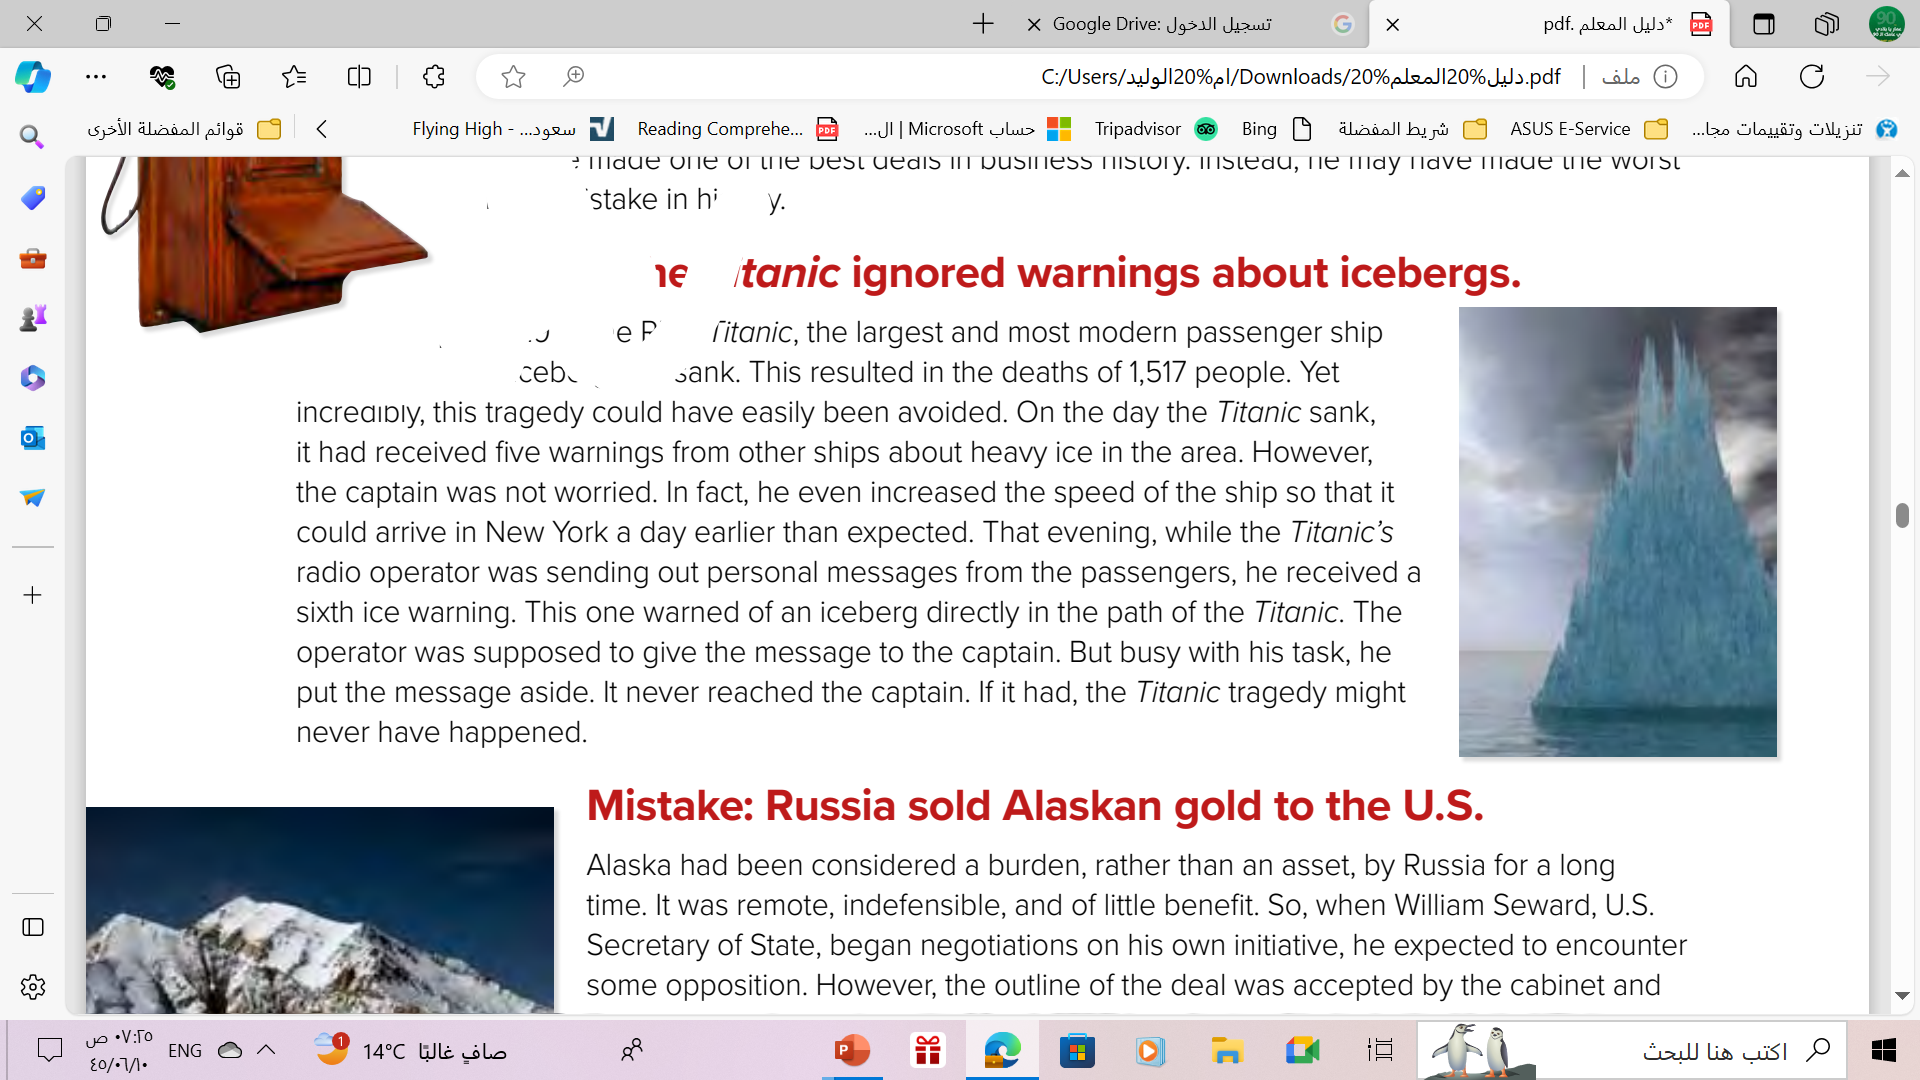 تسجيل الدخول :Google Drive
*دليل المعلم .pdf
C:/Users/ام%20الوليد/Downloads/دليل%20المعلم%20.pdf
ملف
قوائم المفضلة الأخرى
Flying High - سعود...
Reading Comprehe...
حساب Microsoft | ال...
Tripadvisor
Bing
شريط المفضلة
ASUS E-Service
تنزيلات وتقييمات مجا...
made one of the best deals in business history. Instead, he may have made the worst
stake in
tanic ignored warnings about icebergs.
Titanic, the largest and most modern passenger ship
sank. This resulted in the deaths of 1,517 people. Yet
incredibly, this tragedy could have easily been avoided. On the day the Titanic sank,
it had received five warnings from other ships about heavy ice in the area. However,
the captain was not worried. In fact, he even increased the speed of the ship so that it
could arrive in New York a day earlier than expected. That evening, while the Titanic's
radio operator was sending out personal messages from the passengers, he received a
sixth ice warning. This one warned of an iceberg directly in the path of the Titanic. The
operator was supposed to give the message to the captain. But busy with his task, he
put the message aside. It never reached the captain. If it had, the Titanic tragedy might
never have happened.
Mistake: Russia sold Alaskan gold to the U.S.
Alaska had been considered a burden, rather than an asset, by Russia for a long
time. It was remote, indefensible, and of little benefit. So, when William Seward, U.S.
Secretary of State, began negotiations on his own initiative, he expected to encounter
some opposition. However, the outline of the deal was accepted by the cabinet and
٠٧:٢٥ ص
٤٥/٠٦/١٠
ENG
1
14°C صافٍ غالبًا
اكتب هنا للبحث